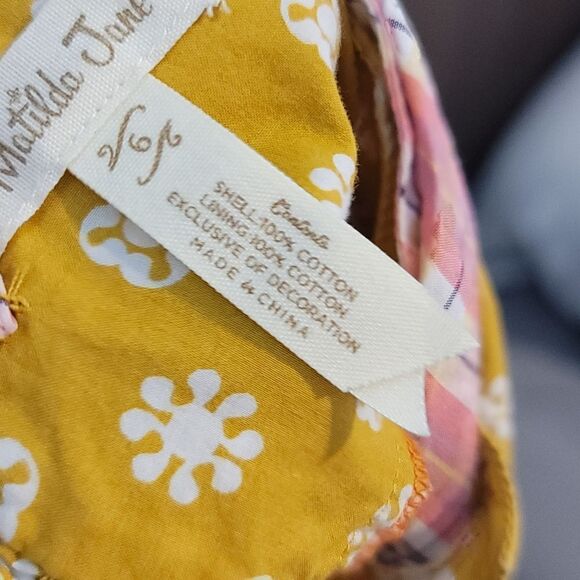 Matilda Jane
6
Contents
SHELL:100% COTTON
LINING:100% COTTON
EXCLUSIVE OF DECORATION
MADE IN CHINA